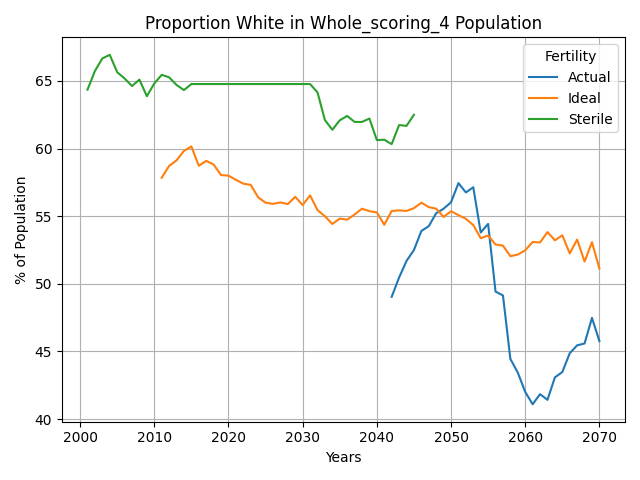 Proportion White in Whole_scoring_4 Population
Fertility
Actual
Ideal
Sterile
% of Population
65
60
55
50
45
40
2000 2010 2020 2030 2040 2050 2060 2070
Years